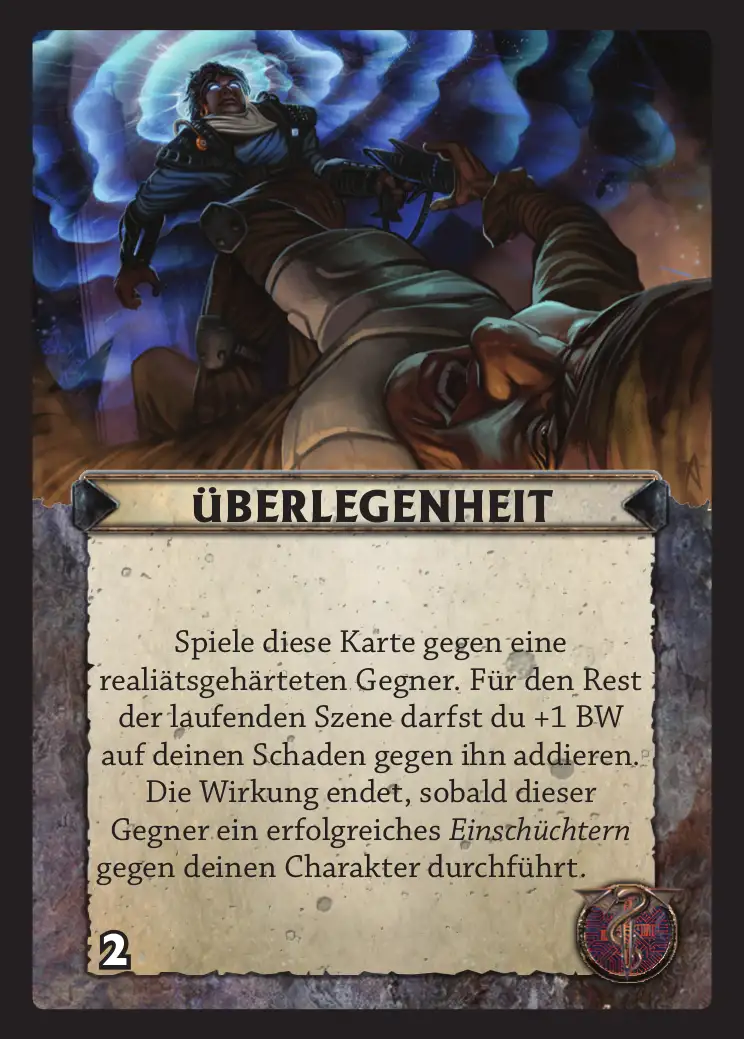 üBERLEGENHEIT
Spiele diese Karte gegen eine
realiätsgehärteten Gegner. Für den Rest
der laufenden Szene darfst du +1 BW
auf deinen Schaden gegen ihn addieren.
Die Wirkung endet, sobald dieser
Gegner ein erfolgreiches Einschüchtern
gegen deinen Charakter durchführt.
2